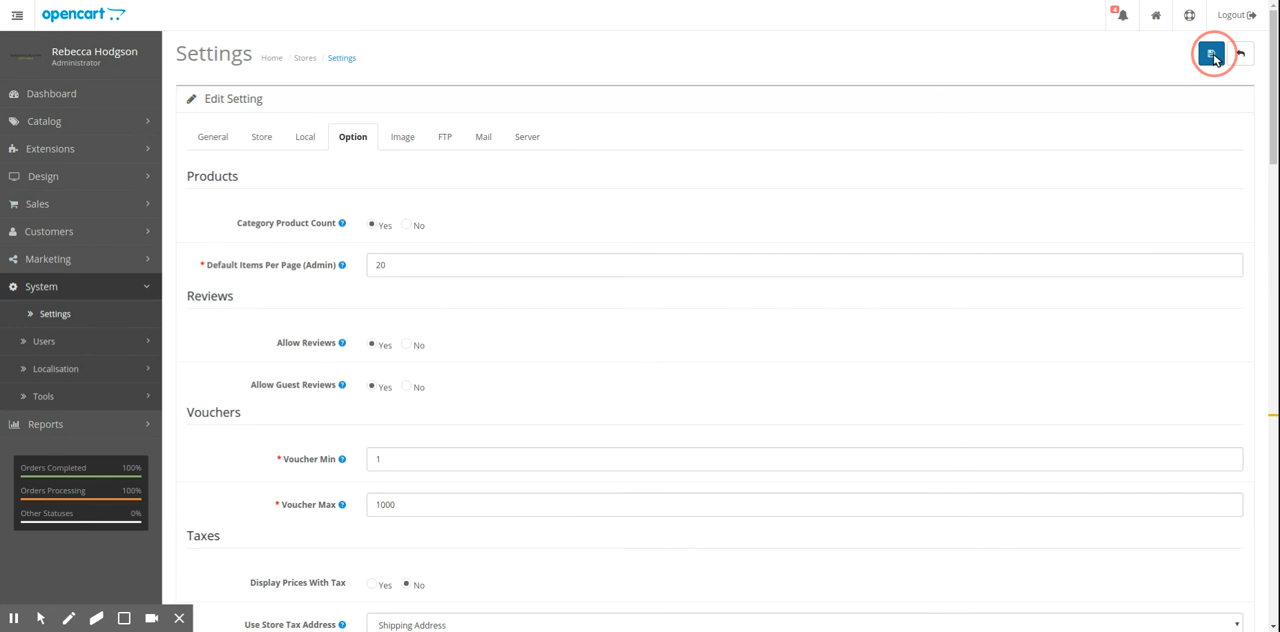 opencart
4
Logout
Rebecca Hodgson
Administrator
Settings
Home / Stores / Settings
Edit Setting
Dashboard
Catalog
Extensions
Design
Sales
Customers
Marketing
System
Settings
Users
Localisation
Tools
Reports
Orders Completed 100%
Orders Processing 100%
Other Statuses 0%
General Store Local Option Image FTP Mail Server
Products
Category Product Count ? Yes No
* Default Items Per Page (Admin) ? 20
Reviews
Allow Reviews ? Yes No
Allow Guest Reviews ? Yes No
Vouchers
* Voucher Min ? 1
* Voucher Max ? 1000
Taxes
Display Prices With Tax Yes No
Use Store Tax Address ? Shipping Address